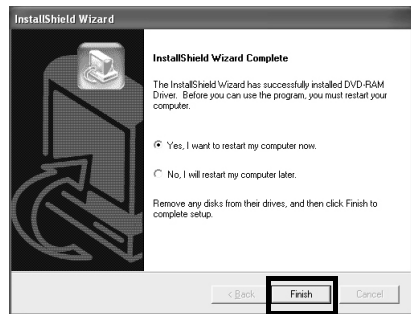 InstallShield Wizard
InstallShield Wizard Complete
The InstallShield Wizard has successfully installed DVD-RAM
Driver. Before you can use the program, you must restart your
computer.
Yes, I want to restart my computer now.
No, I will restart my computer later.
Remove any disks from their drives, and then click Finish to
complete setup.
< Back Finish Cancel